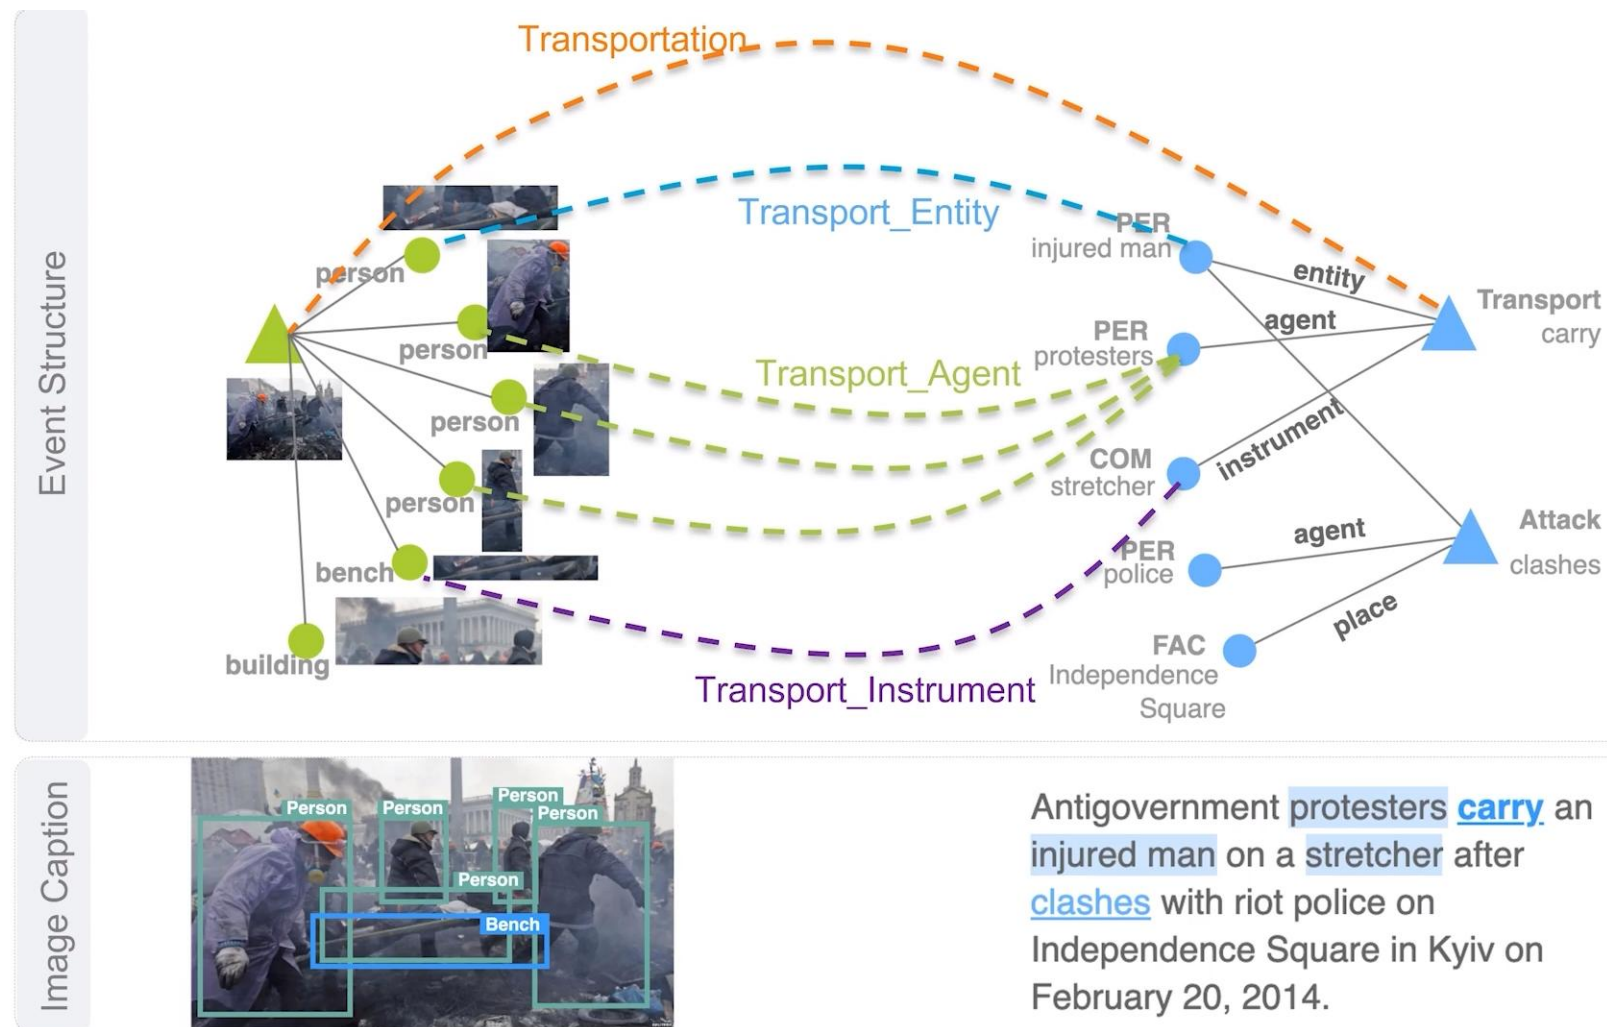 Event Structure
Transportation
Transport_Entity
Transport_Agent
Transport_Instrument
person
person
person
person
bench
building
PER
injured man
PER
protesters
COM
stretcher
PER
police
FAC
Independence
Square
entity
agent
instrument
agent
place
Transport
carry
Attack
clashes
Image Caption
Person
Person
Person
Person
Person
Bench
Antigovernment protesters carry an
injured man on a stretcher after
clashes with riot police on
Independence Square in Kyiv on
February 20, 2014.